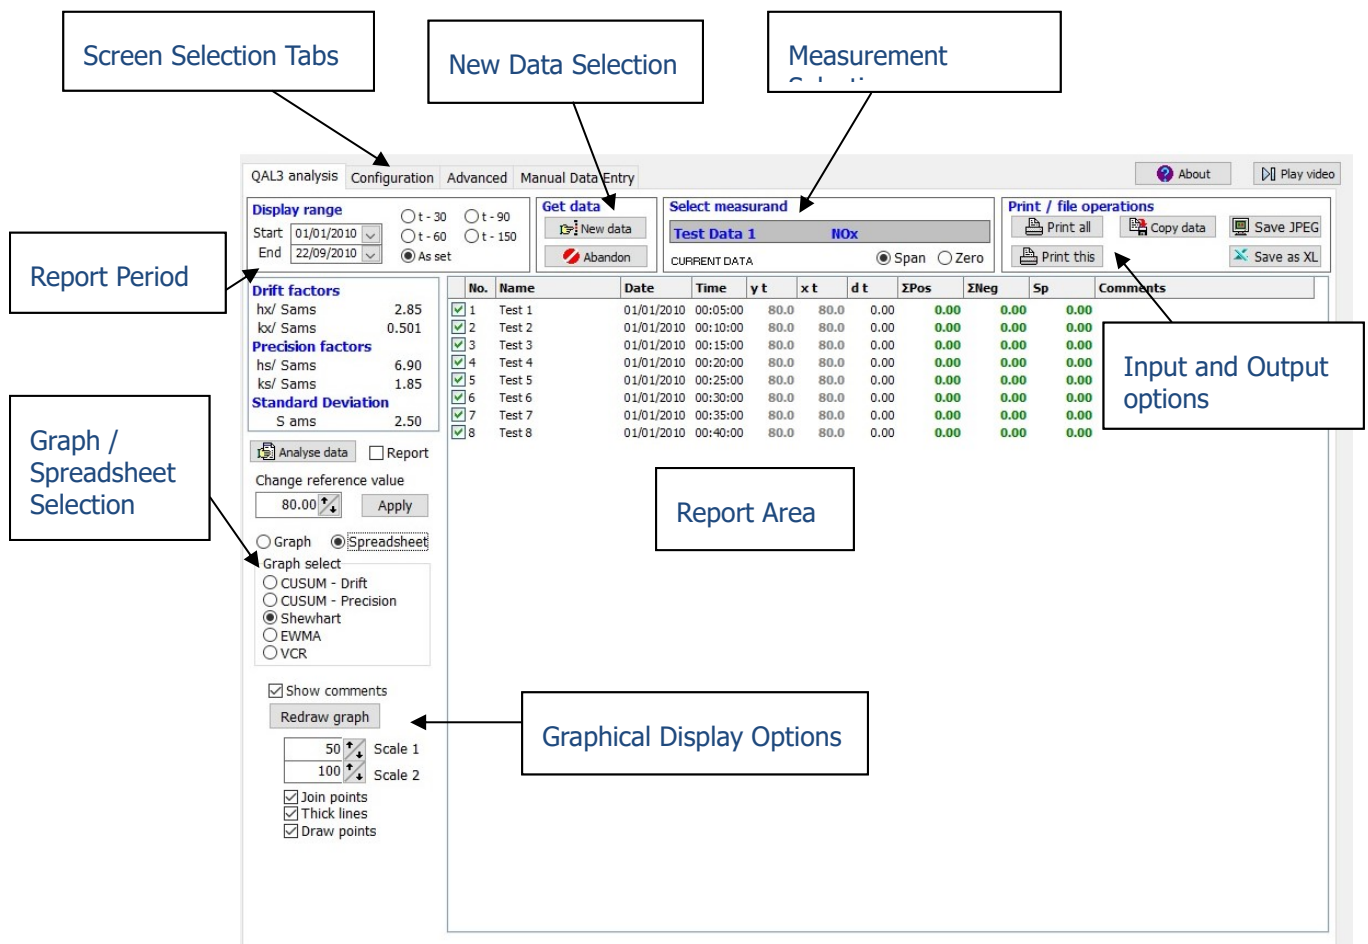 Screen Selection Tabs
New Data Selection
Measurement
QAL3 analysis Configuration Advanced Manual Data Entry
About
Play video
Display range
Start 01/01/2010
End 22/09/2010
t - 30 t - 90
t - 60 t - 150
As set
Get data
New data
Abandon
Select measurand
Test Data 1 NOx
CURRENT DATA Span Zero
Print / file operations
Print all Copy data Save JPEG
Print this Save as XL
Report Period
Drift factors
hx/ Sams 2.85
kx/ Sams 0.501
Precision factors
hs/ Sams 6.90
ks/ Sams 1.85
Standard Deviation
S ams 2.50
No. Name Date Time y t x t d t ΣPos ΣNeg Sp Comments
1 Test 1 01/01/2010 00:05:00 80.0 80.0 0.00 0.00 0.00 0.00
2 Test 2 01/01/2010 00:10:00 80.0 80.0 0.00 0.00 0.00 0.00
3 Test 3 01/01/2010 00:15:00 80.0 80.0 0.00 0.00 0.00 0.00
4 Test 4 01/01/2010 00:20:00 80.0 80.0 0.00 0.00 0.00 0.00
5 Test 5 01/01/2010 00:25:00 80.0 80.0 0.00 0.00 0.00 0.00
6 Test 6 01/01/2010 00:30:00 80.0 80.0 0.00 0.00 0.00 0.00
7 Test 7 01/01/2010 00:35:00 80.0 80.0 0.00 0.00 0.00 0.00
8 Test 8 01/01/2010 00:40:00 80.0 80.0 0.00 0.00 0.00 0.00
Input and Output
options
Graph /
Spreadsheet
Selection
Analyse data Report
Change reference value
80.00 Apply
Graph Spreadsheet
Graph select
CUSUM - Drift
CUSUM - Precision
Shewhart
EWMA
VCR
Report Area
Show comments
Redraw graph
50 Scale 1
100 Scale 2
Join points
Thick lines
Draw points
Graphical Display Options